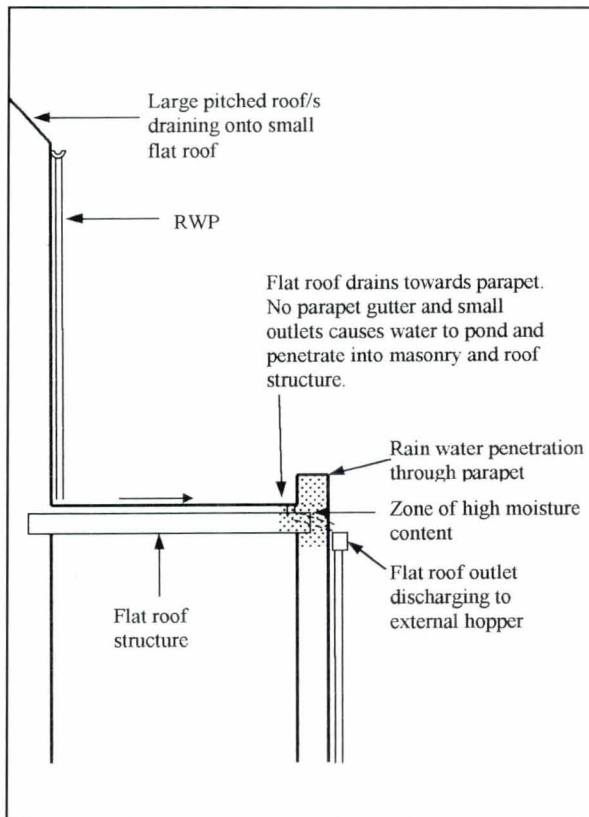 Large pitched roof/s
draining onto small
flat roof
RWP
Flat roof drains towards parapet.
No parapet gutter and small
outlets causes water to pond and
penetrate into masonry and roof
structure.
Rain water penetration
through parapet
Zone of high moisture
content
Flat roof outlet
discharging to
external hopper
Flat roof
structure